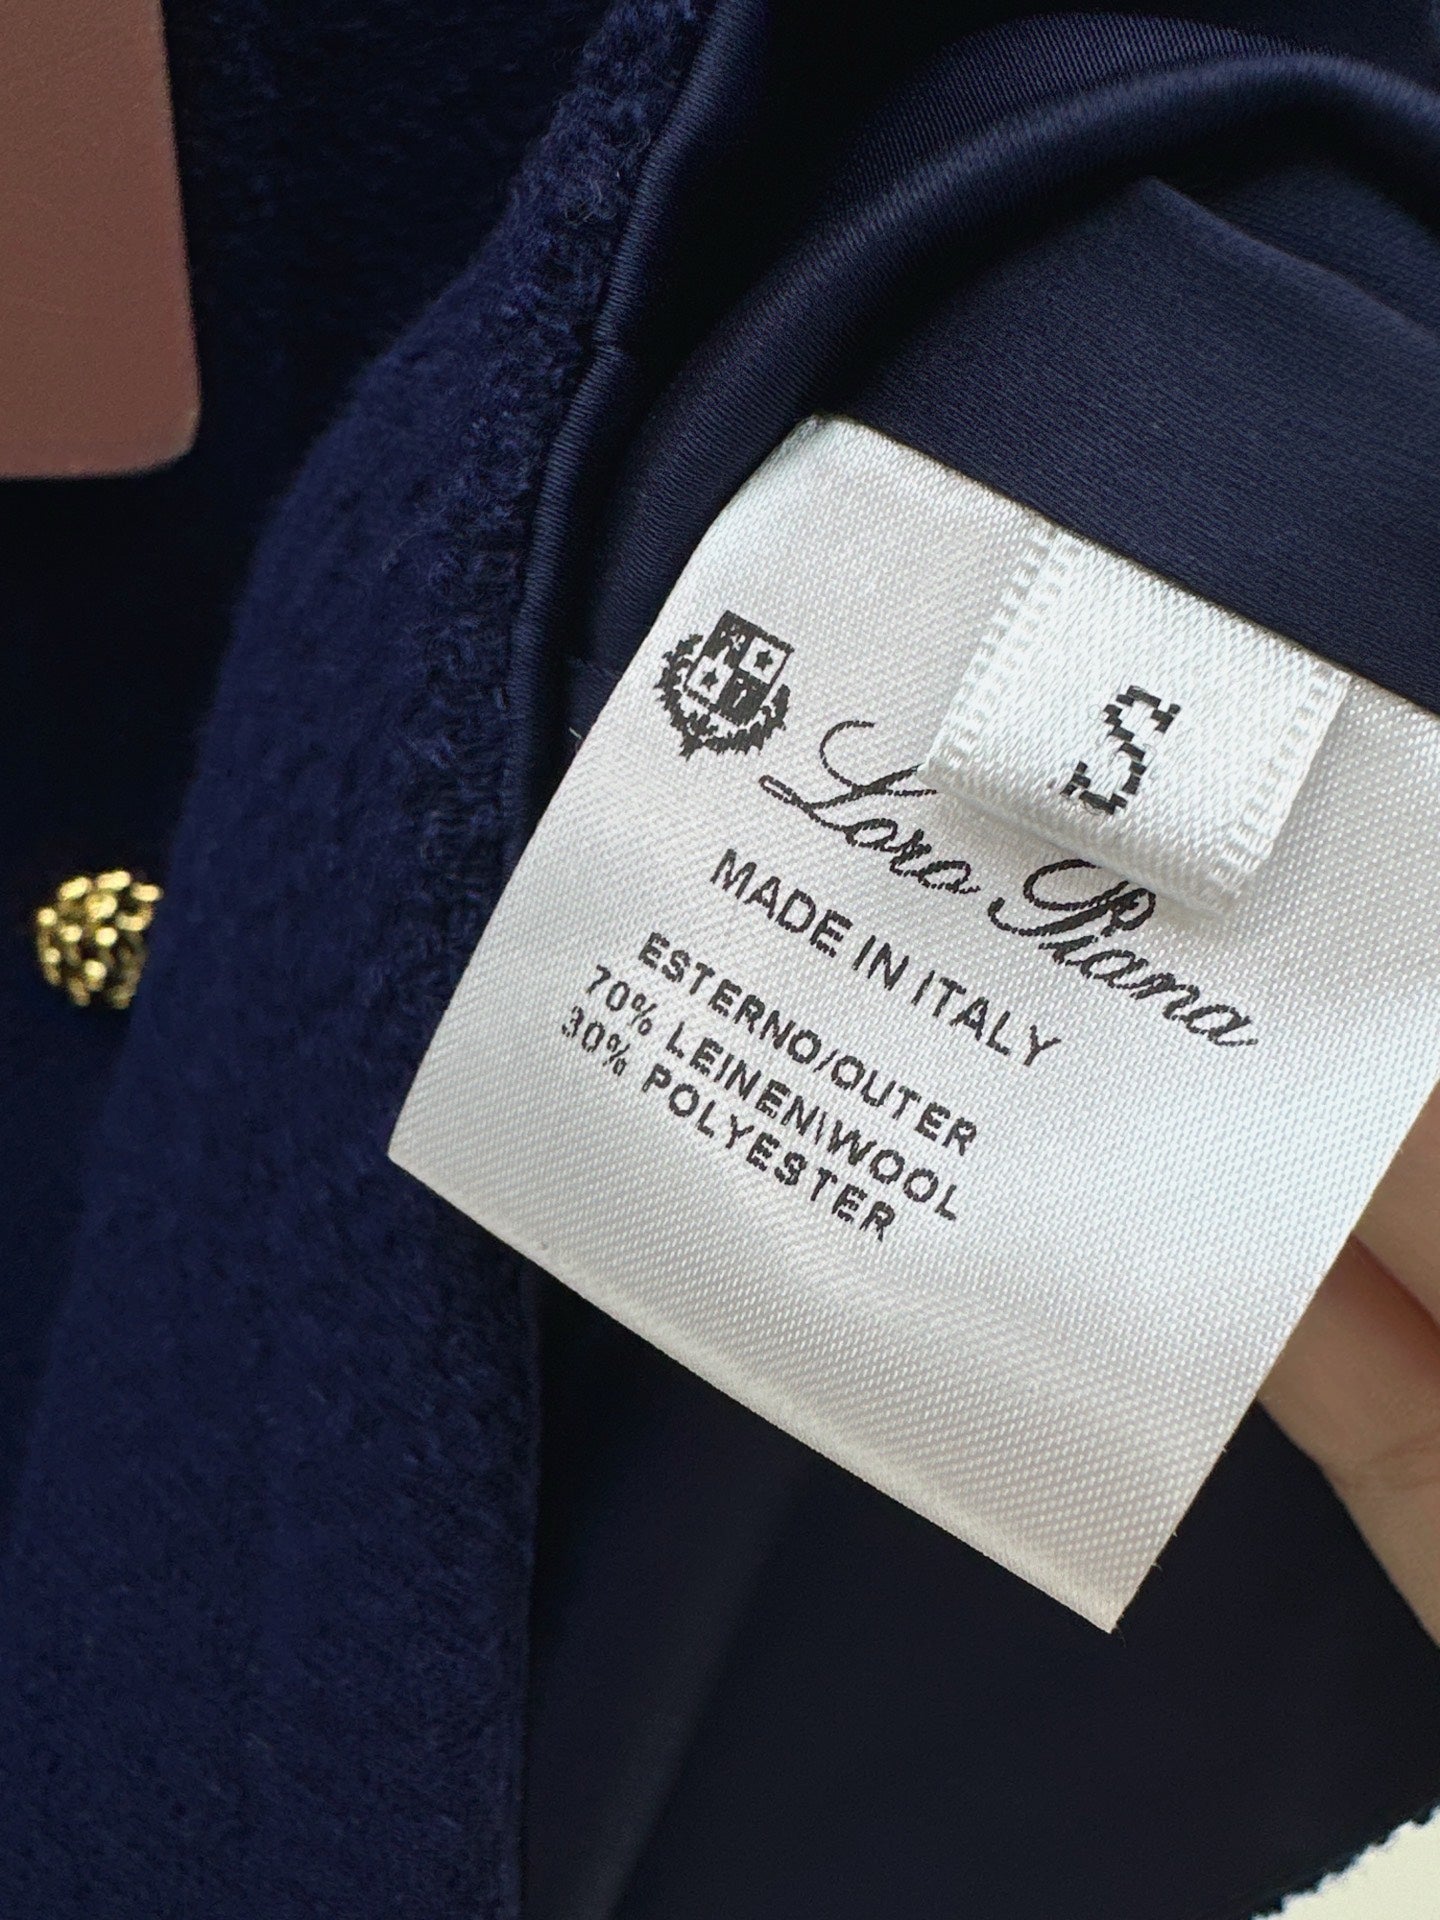 S
Loro Piana
MADE IN ITALY
ESTERNO/OUTER
70% LEINEN\WOOL
30% POLYESTER